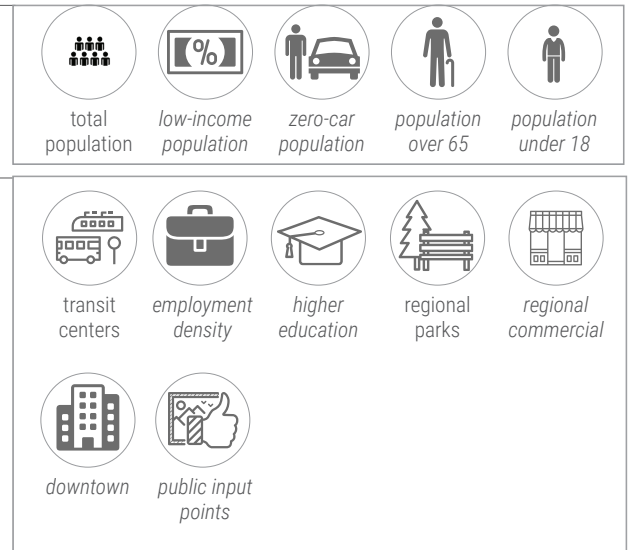 total
population
low-income
population
zero-car
population
population
over 65
population
under 18
%
transit
centers
employment
density
higher
education
regional
parks
regional
commercial
downtown
public input
points